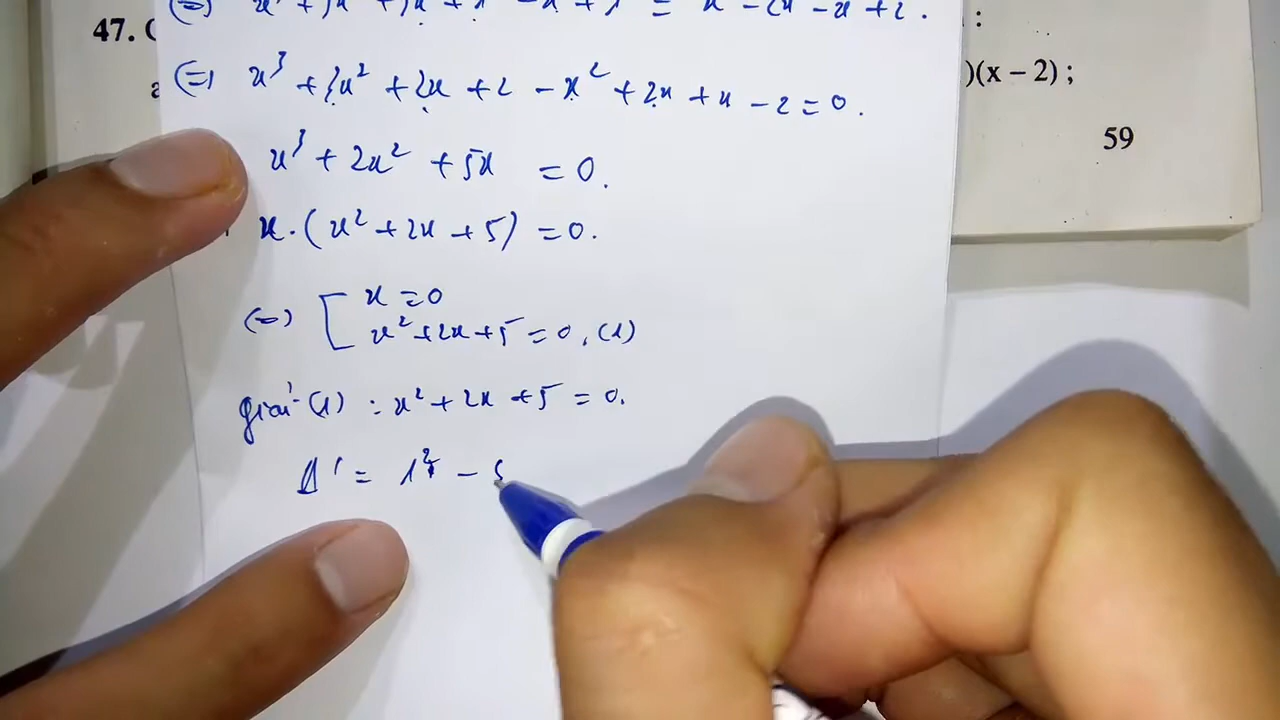 47.
)(x – 2) ;
59
(=) x³ + 2x² + 2x + 2 – x² + 2x + x – 2 = 0.
x³ + 2x² + 5x = 0.
x.(x² + 2x + 5) = 0.
(=) [ x = 0
x² + 2x + 5 = 0. (1)
giải (1) : x² + 2x + 5 = 0.
Δ' = 1² –